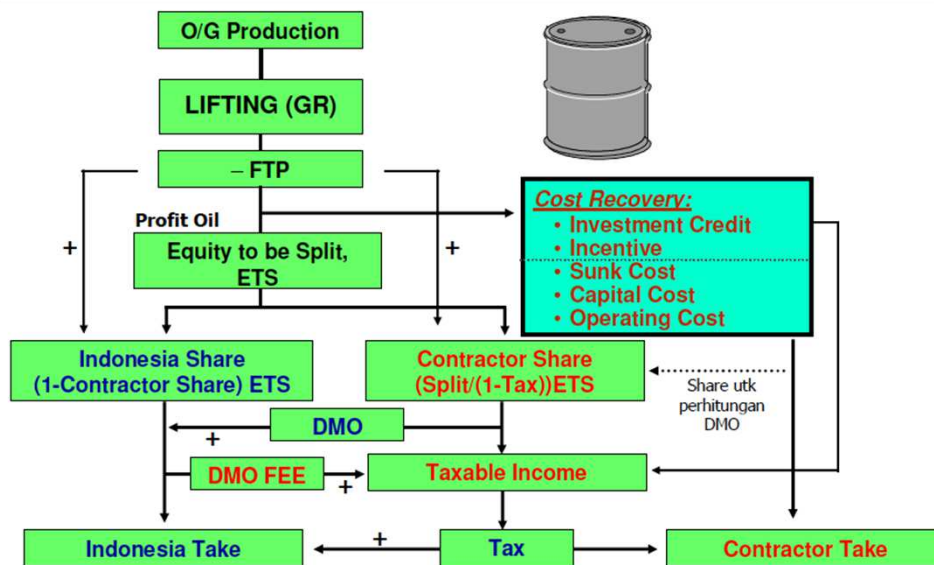 O/G Production
LIFTING (GR)
– FTP
+
Profit Oil
+
Equity to be Split,
ETS
Cost Recovery:
• Investment Credit
• Incentive
• Sunk Cost
• Capital Cost
• Operating Cost
Indonesia Share
(1-Contractor Share) ETS
Contractor Share
(Split/(1-Tax))ETS
Share utk
perhitungan
DMO
DMO
+
DMO FEE
+
Taxable Income
Indonesia Take
+
Tax
Contractor Take